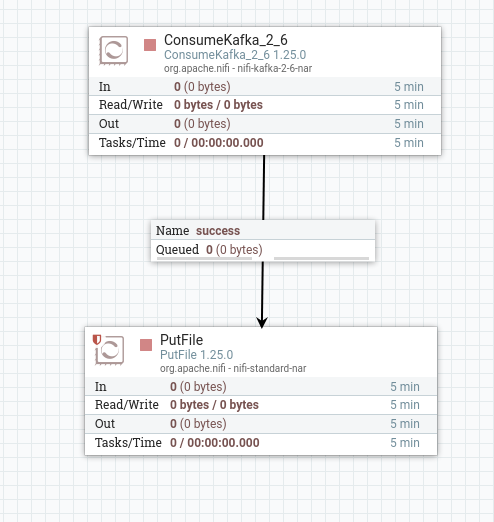 ConsumeKafka_2_6
ConsumeKafka_2_6 1.25.0
org.apache.nifi - nifi-kafka-2-6-nar
In 0 (0 bytes) 5 min
Read/Write 0 bytes / 0 bytes 5 min
Out 0 (0 bytes) 5 min
Tasks/Time 0 / 00:00:00.000 5 min
Name success
Queued 0 (0 bytes)
PutFile
PutFile 1.25.0
org.apache.nifi - nifi-standard-nar
In 0 (0 bytes) 5 min
Read/Write 0 bytes / 0 bytes 5 min
Out 0 (0 bytes) 5 min
Tasks/Time 0 / 00:00:00.000 5 min